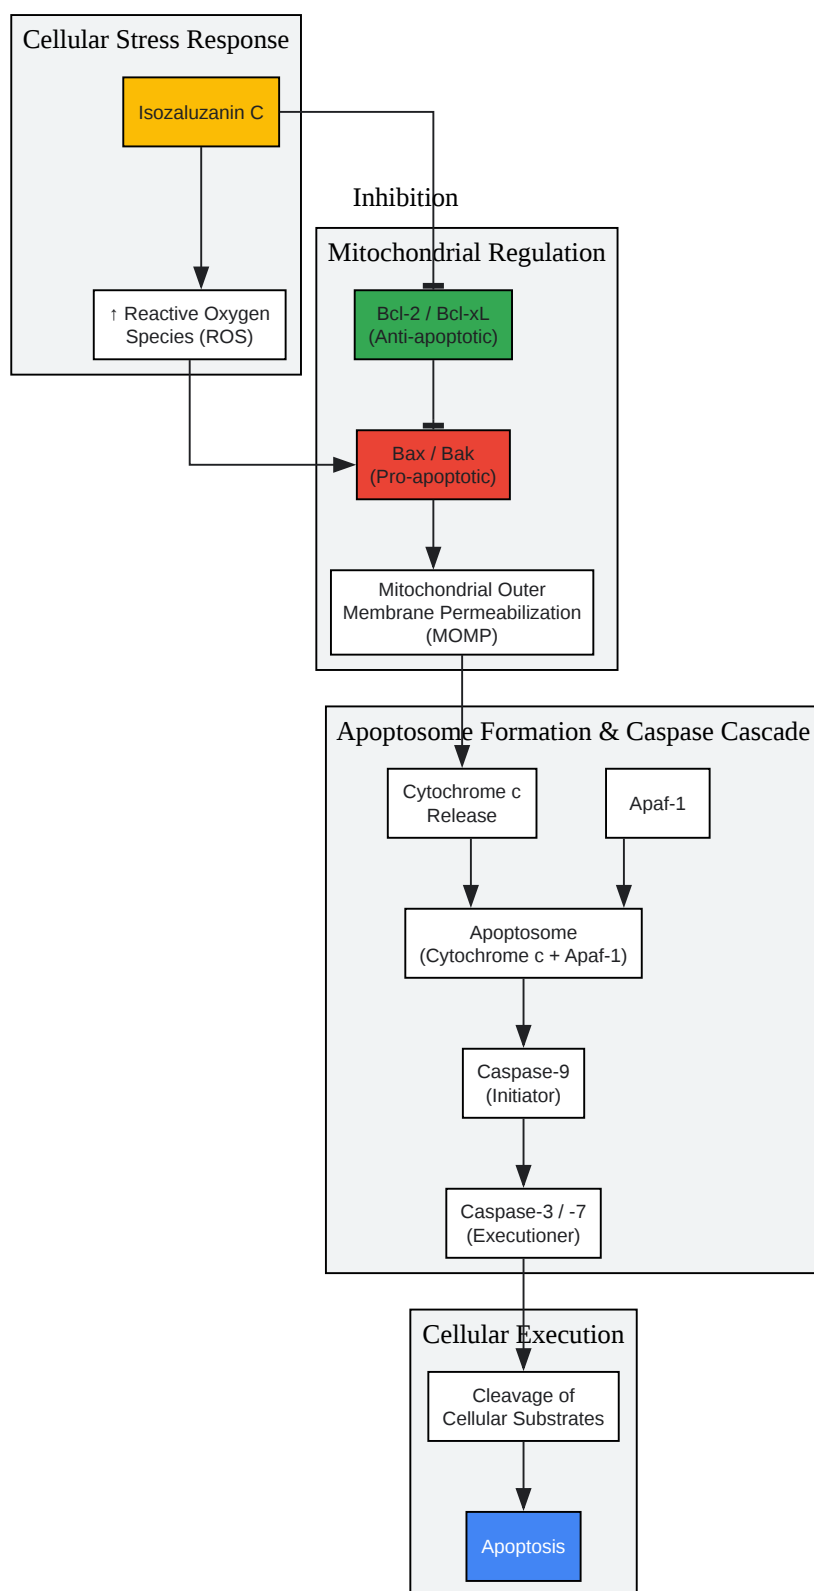 Cellular Stress Response
Isozaluzanin C
Inhibition
Mitochondrial Regulation
↑ Reactive Oxygen
Species (ROS)
Bcl-2 / Bcl-xL
(Anti-apoptotic)
Bax / Bak
(Pro-apoptotic)
Mitochondrial Outer
Membrane Permeabilization
(MOMP)
Apoptosome Formation & Caspase Cascade
Cytochrome c
Release
Apaf-1
Apoptosome
(Cytochrome c + Apaf-1)
Caspase-9
(Initiator)
Caspase-3 / -7
(Executioner)
Cellular Execution
Cleavage of
Cellular Substrates
Apoptosis